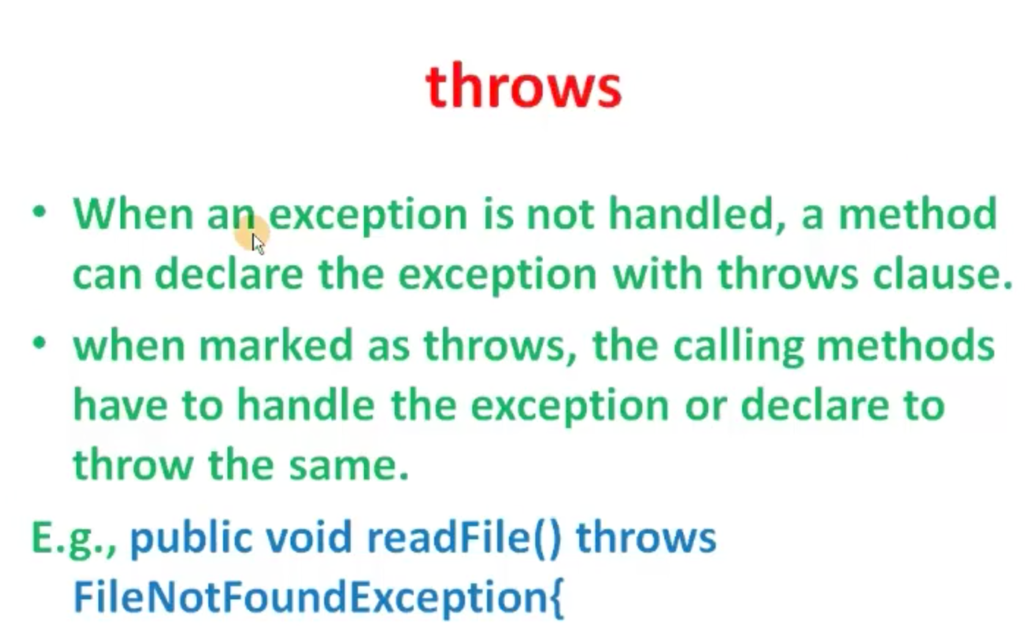 throws
• When an exception is not handled, a method
can declare the exception with throws clause.
• when marked as throws, the calling methods
have to handle the exception or declare to
throw the same.
E.g., public void readFile() throws
FileNotFoundException{